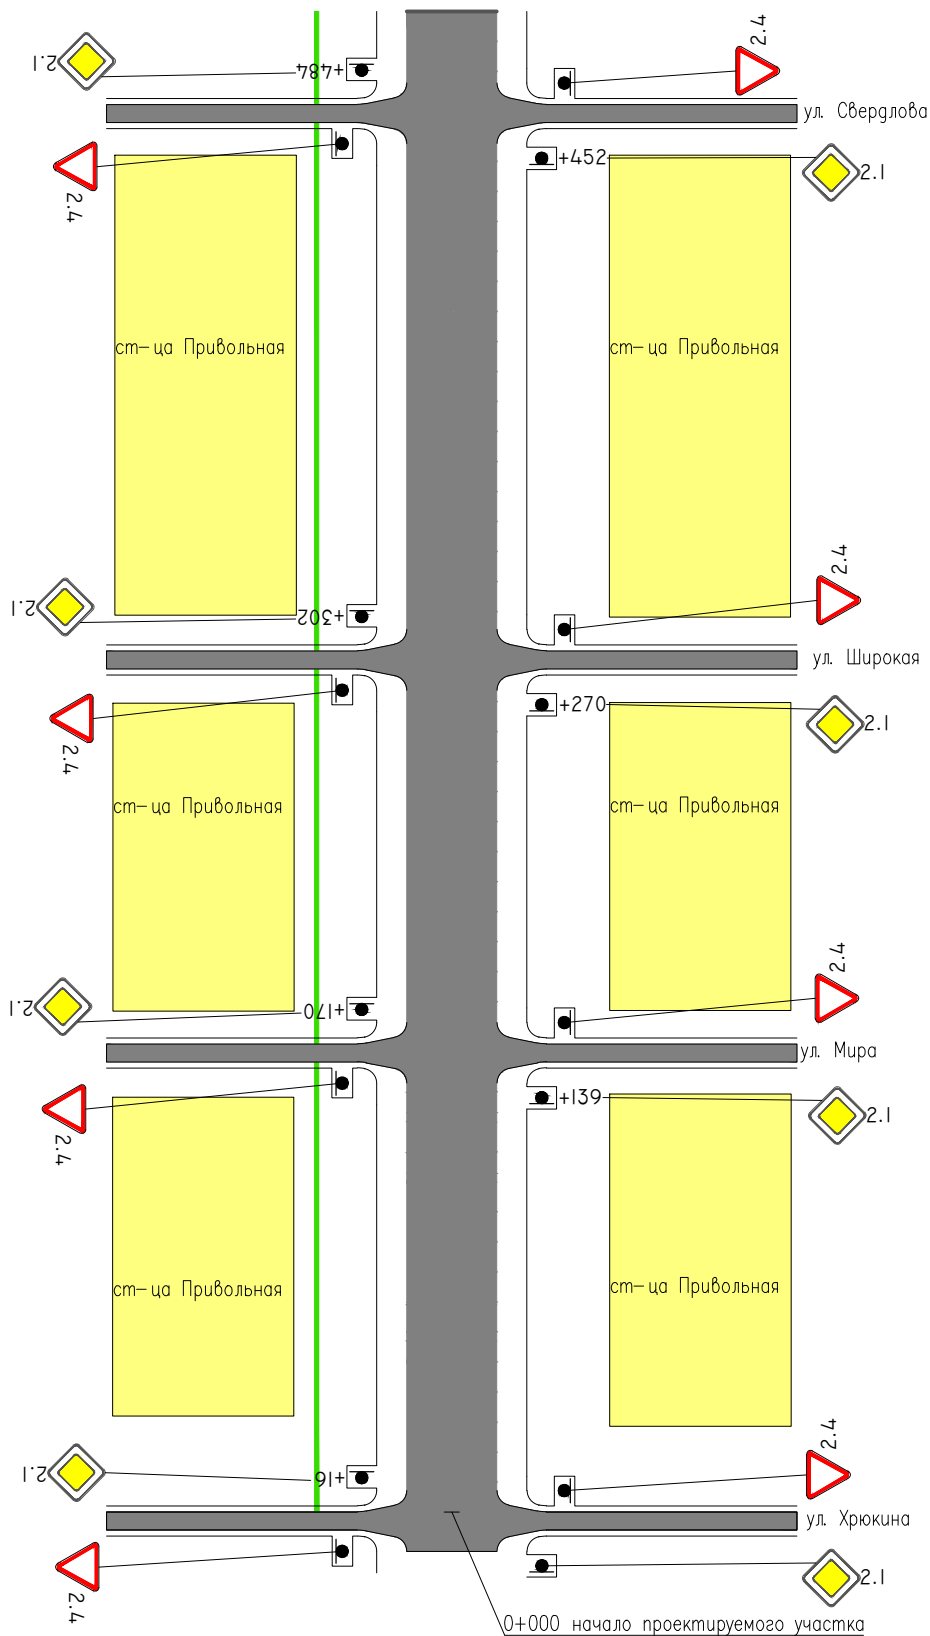 2.4
2.1
+484
ул. Свердлова
2.4
+452
2.1
ст-ца Привольная
ст-ца Привольная
2.4
2.1
+302
ул. Широкая
2.4
+270
2.1
ст-ца Привольная
ст-ца Привольная
2.4
2.1
+170
ул. Мира
2.4
+139
2.1
ст-ца Привольная
ст-ца Привольная
2.4
2.1
+16
ул. Хрюкина
2.4
2.1
0+000 начало проектируемого участка